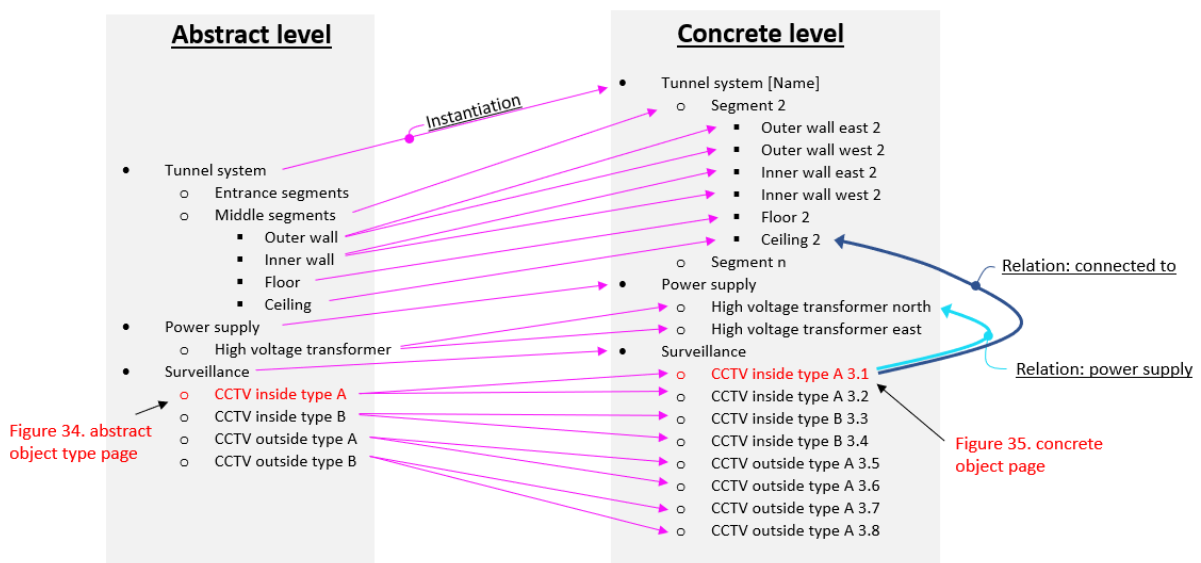 Abstract level
Tunnel system
Entrance segments
Middle segments
Outer wall
Inner wall
Floor
Ceiling
Power supply
High voltage transformer
Surveillance
CCTV inside type A
CCTV inside type B
CCTV outside type A
CCTV outside type B
Figure 34. abstract
object type page
Instantiation
Concrete level
Tunnel system [Name]
Segment 2
Outer wall east 2
Outer wall west 2
Inner wall east 2
Inner wall west 2
Floor 2
Ceiling 2
Segment n
Power supply
High voltage transformer north
High voltage transformer east
Surveillance
CCTV inside type A 3.1
CCTV inside type A 3.2
CCTV inside type B 3.3
CCTV inside type B 3.4
CCTV outside type A 3.5
CCTV outside type A 3.6
CCTV outside type A 3.7
CCTV outside type A 3.8
Relation: connected to
Relation: power supply
Figure 35. concrete
object page